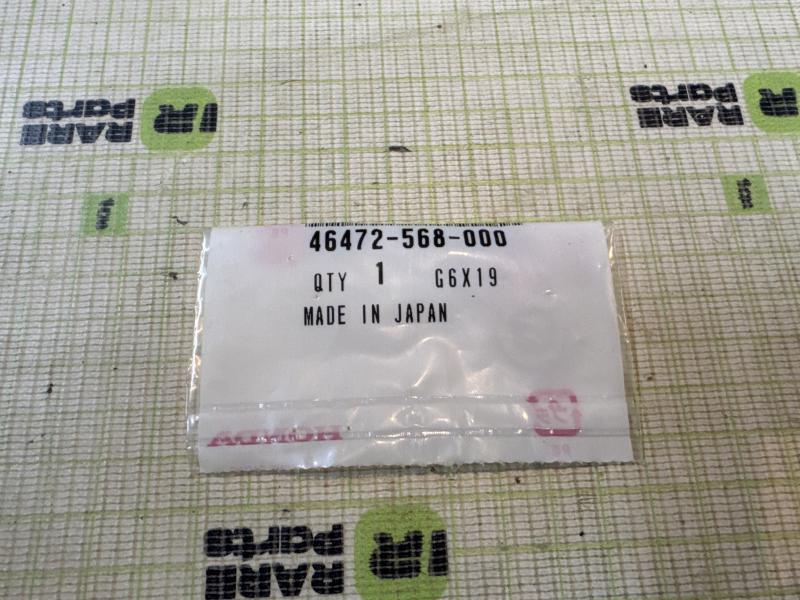 RARE
Parts
RARE
Parts
46472-568-000
QTY 1 G6X19
MADE IN JAPAN
HONDA
RARE
Parts